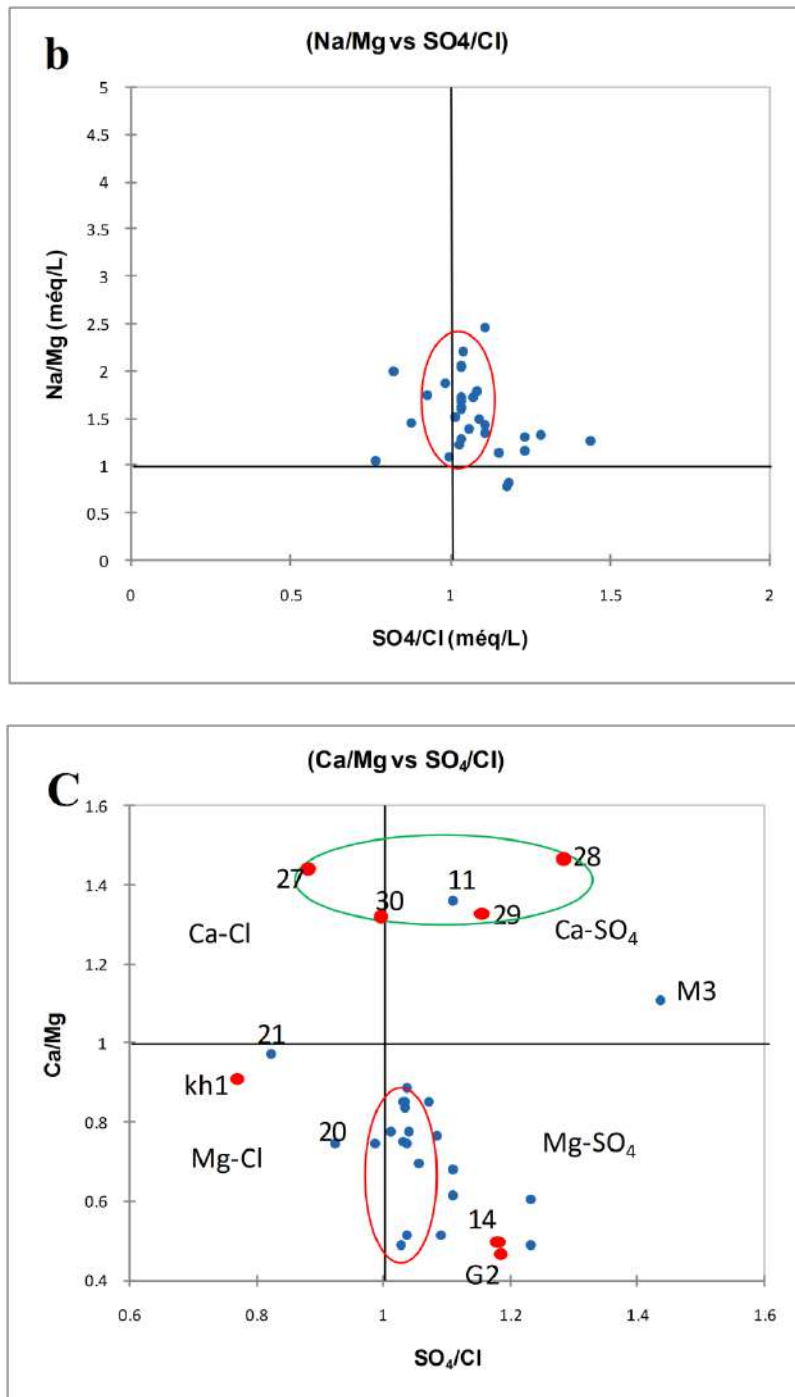 b
(Na/Mg vs SO4/Cl)
5
4.5
4
3.5
3
2.5
2
1.5
1
0.5
0
Na/Mg (méq/L)
0
0.5
1
1.5
2
SO4/Cl (méq/L)
C
(Ca/Mg vs SO₄/Cl)
1.6
1.4
1.2
1
0.8
0.6
0.4
Ca/Mg
27
30
11
28
29
Ca-Cl
Ca-SO₄
M3
21
kh1
20
Mg-Cl
Mg-SO₄
14
G2
0.6
0.8
1
1.2
1.4
1.6
SO₄/Cl